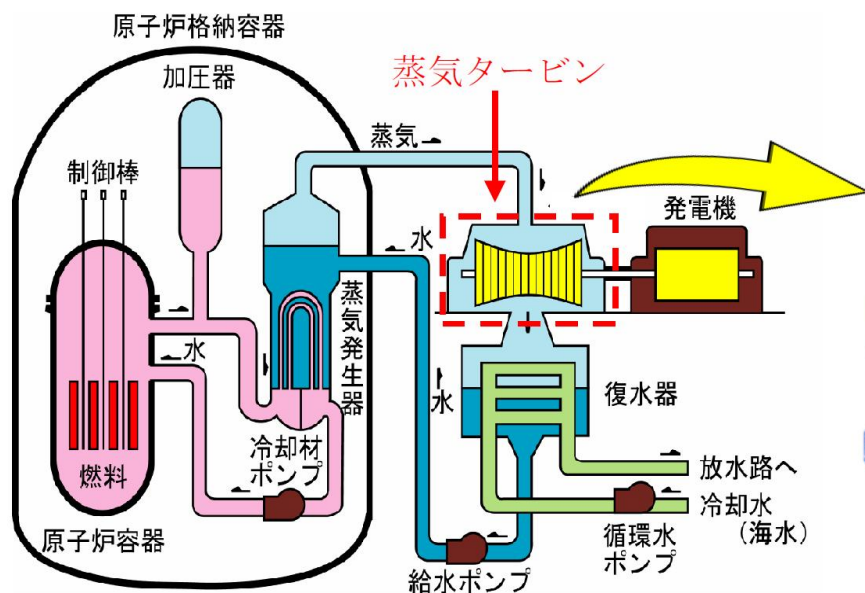 原子炉格納容器
加圧器
蒸気タービン
蒸気
制御棒
水
発電機
蒸気発生器
水
水
復水器
冷却材
ポンプ
燃料
放水路へ
冷却水
(海水)
原子炉容器
循環水
ポンプ
給水ポンプ